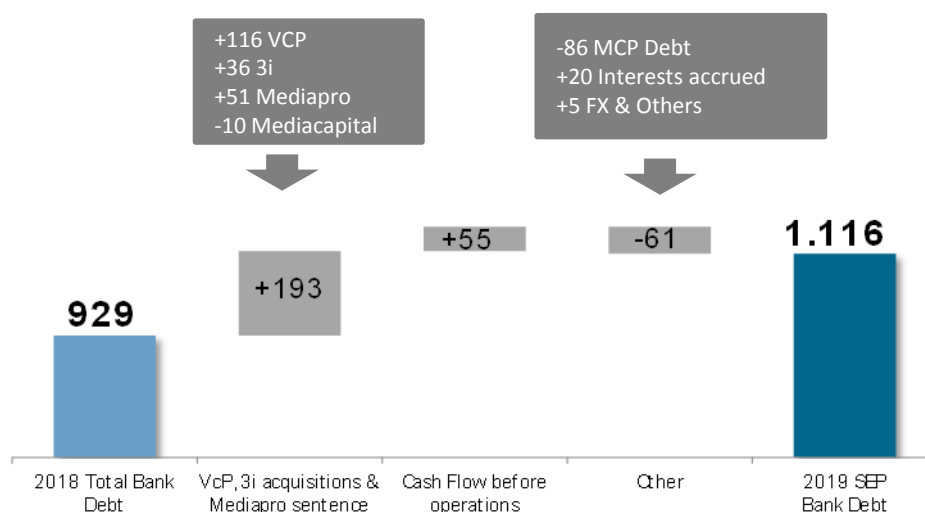 +116 VCP
+36 3i
+51 Mediapro
-10 Mediacapital
-86 MCP Debt
+20 Interests accrued
+5 FX & Others
929
+193
+55
-61
1.116
2018 Total Bank
Debt
VcP, 3i acquisitions &
Mediapro sentence
Cash Flow before
operations
Other
2019 SEP
Bank Debt